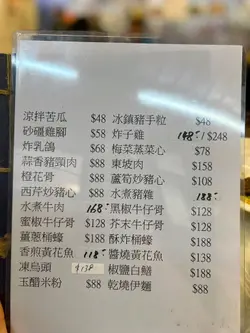 涼拌苦瓜 $48 冰鎮豬手粒 $48
砂碰雞腳 $58 炸子雞 148/$248
炸乳鴿 $68 梅菜蒸菜心 $78
蒜香豬頸肉 $88 東坡肉 $158
橙花骨 $88 蘆筍炒豬心 $108
西芹炒豬心 $88 水煮豬雜 188
水煮牛肉 168 黑椒牛仔骨 $128
蜜椒牛仔骨 $128 芥末牛仔骨 $128
薑蔥桶蠔 $188 酥炸桶蠔 $188
香煎黃花魚 118 醬燒黃花魚 $128
凍烏頭 $138 椒鹽白鱔 $188
玉醋米粉 $88 乾燒伊麵 $88